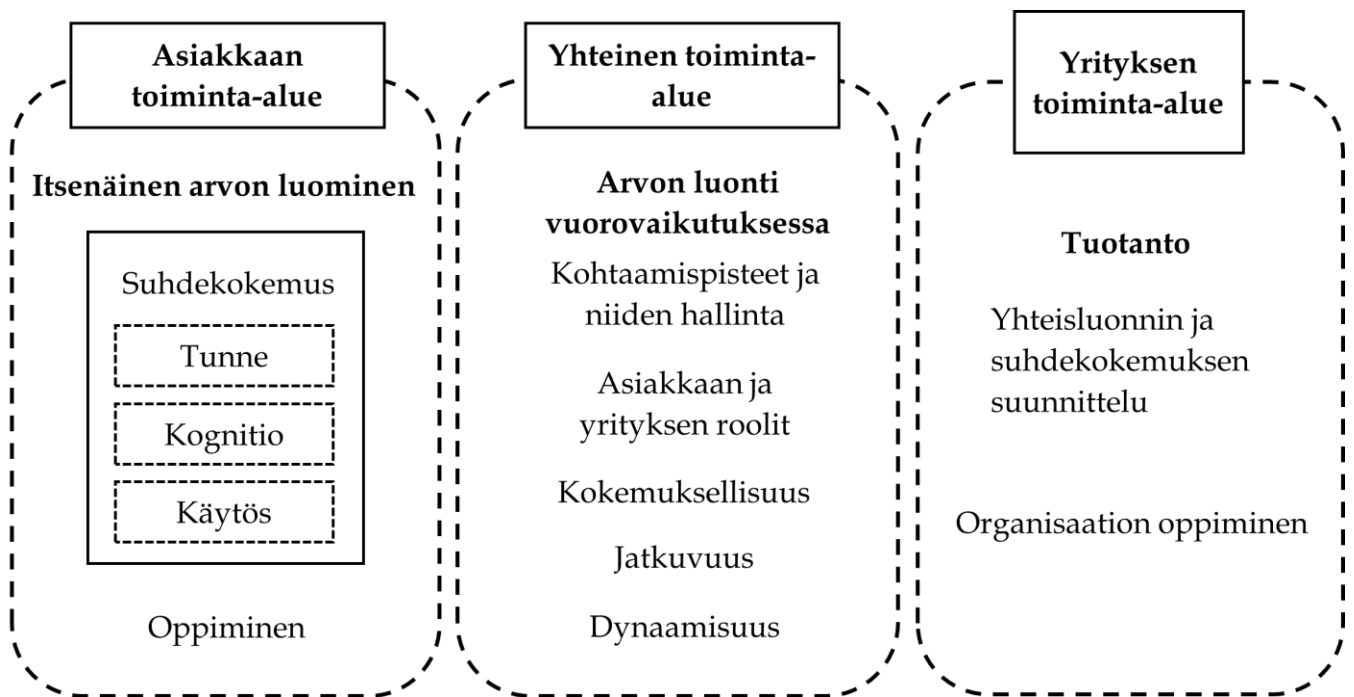 Asiakkaan
toiminta-alue
Itsenäinen arvon luominen
Suhdekokemus
Tunne
Kognitio
Käytös
Oppiminen
Yhteinen toiminta-
alue
Arvon luonti
vuorovaikutuksessa
Kohtaamispisteet ja
niiden hallinta
Asiakkaan ja
yrityksen roolit
Kokemuksellisuus
Jatkuvuus
Dynaamisuus
Yrityksen
toiminta-alue
Tuotanto
Yhteisluonnin ja
suhdekokemuksen
suunnittelu
Organisaation oppiminen